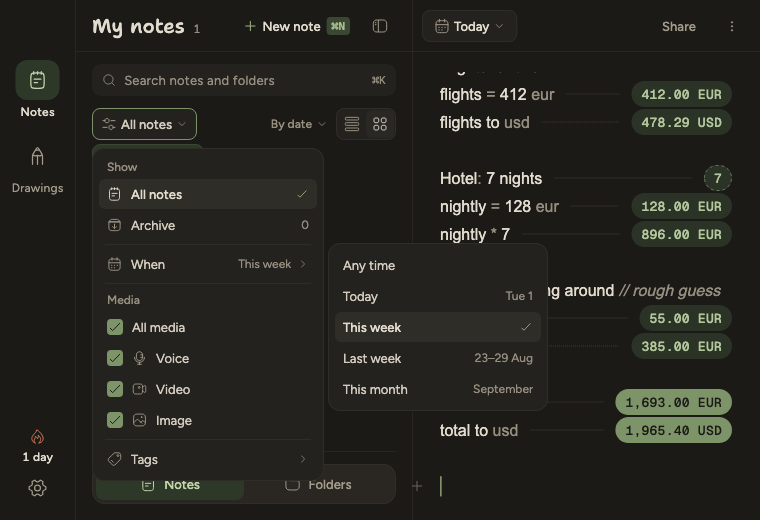 My notes 1
+ New note ⌘N
Today
Share
Search notes and folders ⌘K
All notes
By date
Notes
Drawings
1 day
Show
All notes
Archive 0
When This week
Media
All media
Voice
Video
Image
Tags
Any time
Today Tue 1
This week
Last week 23–29 Aug
This month September
Notes
Folders
flights = 412 eur 412.00 EUR
flights to usd 478.29 USD
Hotel: 7 nights 7
nightly = 128 eur 128.00 EUR
nightly * 7 896.00 EUR
around // rough guess
55.00 EUR
385.00 EUR
1,693.00 EUR
total to usd 1,965.40 USD